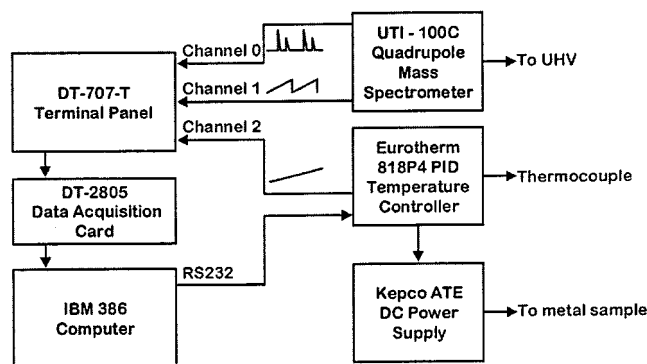 Channel 0
Channel 1
Channel 2
DT-707-T
Terminal Panel
UTI - 100C
Quadrupole
Mass
Spectrometer
To UHV
Eurotherm
818P4 PID
Temperature
Controller
Thermocouple
DT-2805
Data Acquisition
Card
RS232
IBM 386
Computer
Kepco ATE
DC Power
Supply
To metal sample